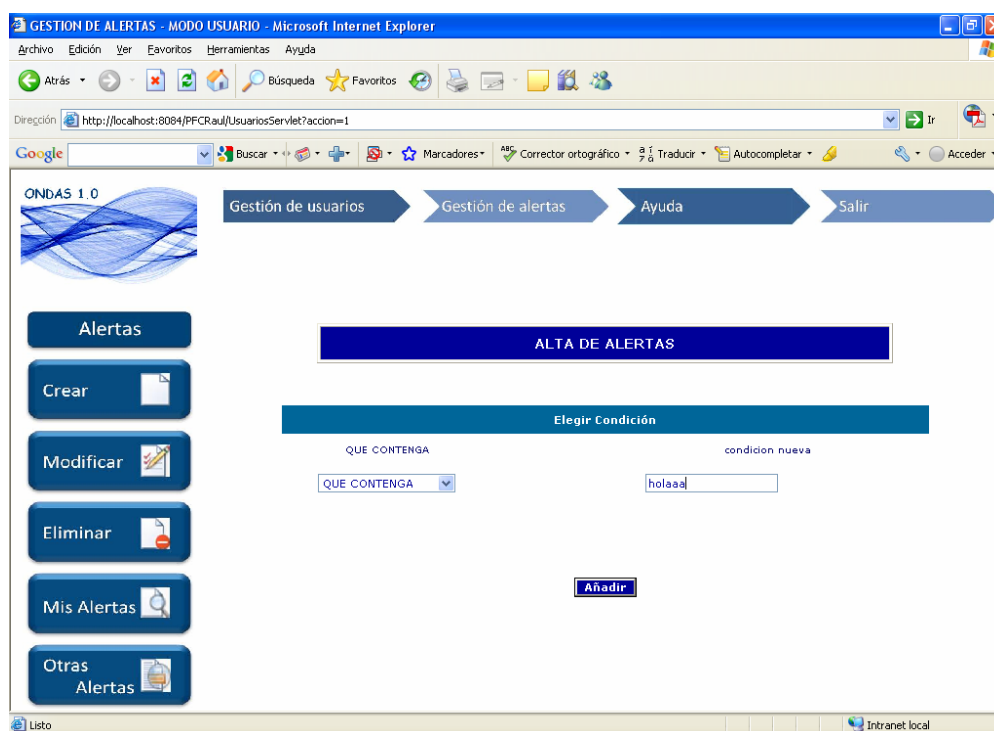 GESTION DE ALERTAS - MODO USUARIO - Microsoft Internet Explorer
Archivo Edición Ver Favoritos Herramientas Ayuda
Atrás Búsqueda Favoritos
Dirección http://localhost:8084/PFCRaul/UsuariosServlet?accion=1 Ir
Google Buscar Marcadores ABC Corrector ortográfico Traducir Autocompletar Acceder
ONDAS 1.0
Gestión de usuarios Gestión de alertas Ayuda Salir
Alertas
ALTA DE ALERTAS
Crear
Elegir Condición
QUE CONTENGA condicion nueva
Modificar
QUE CONTENGA holaaa
Eliminar
Añadir
Mis Alertas
Otras
Alertas
Listo Intranet local